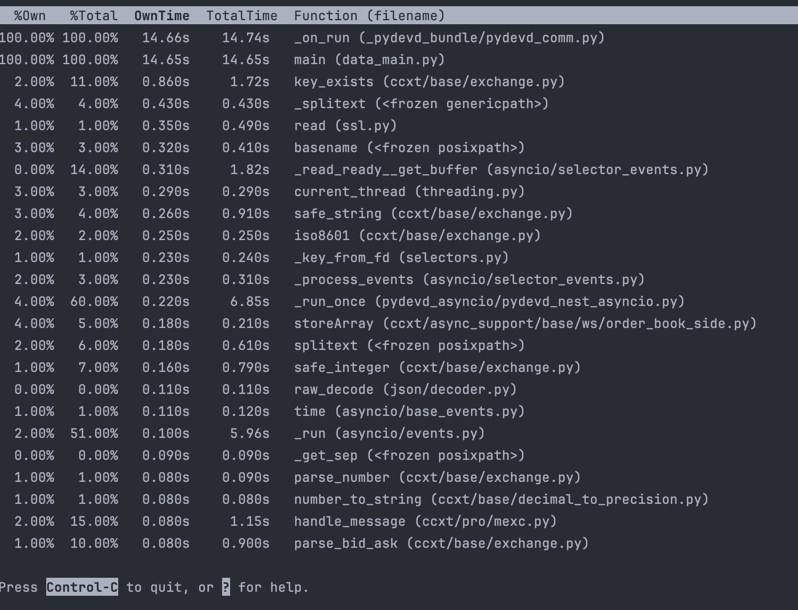 %Own %Total OwnTime TotalTime Function (filename)
100.00% 100.00% 14.66s 14.74s _on_run (_pydevd_bundle/pydevd_comm.py)
100.00% 100.00% 14.65s 14.65s main (data_main.py)
2.00% 11.00% 0.860s 1.72s key_exists (ccxt/base/exchange.py)
4.00% 4.00% 0.430s 0.430s _splitext (<frozen genericpath>)
1.00% 1.00% 0.350s 0.490s read (ssl.py)
3.00% 3.00% 0.320s 0.410s basename (<frozen posixpath>)
0.00% 14.00% 0.310s 1.82s _read_ready__get_buffer (asyncio/selector_events.py)
3.00% 3.00% 0.290s 0.290s current_thread (threading.py)
3.00% 4.00% 0.260s 0.910s safe_string (ccxt/base/exchange.py)
2.00% 2.00% 0.250s 0.250s iso8601 (ccxt/base/exchange.py)
1.00% 1.00% 0.230s 0.240s _key_from_fd (selectors.py)
2.00% 3.00% 0.230s 0.310s _process_events (asyncio/selector_events.py)
4.00% 60.00% 0.220s 6.85s _run_once (pydevd_asyncio/pydevd_nest_asyncio.py)
4.00% 5.00% 0.180s 0.210s storeArray (ccxt/async_support/base/ws/order_book_side.py)
2.00% 6.00% 0.180s 0.610s splitext (<frozen posixpath>)
1.00% 7.00% 0.160s 0.790s safe_integer (ccxt/base/exchange.py)
0.00% 0.00% 0.110s 0.110s raw_decode (json/decoder.py)
1.00% 1.00% 0.110s 0.120s time (asyncio/base_events.py)
2.00% 51.00% 0.100s 5.96s _run (asyncio/events.py)
0.00% 0.00% 0.090s 0.090s _get_sep (<frozen posixpath>)
1.00% 1.00% 0.080s 0.090s parse_number (ccxt/base/exchange.py)
1.00% 1.00% 0.080s 0.080s number_to_string (ccxt/base/decimal_to_precision.py)
2.00% 15.00% 0.080s 1.15s handle_message (ccxt/pro/mexc.py)
1.00% 10.00% 0.080s 0.900s parse_bid_ask (ccxt/base/exchange.py)
Press Control-C to quit, or ? for help.